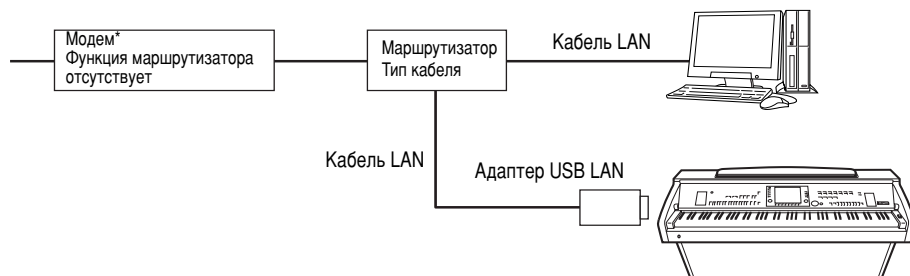 Модем*
Функция маршрутизатора
отсутствует
Маршрутизатор
Тип кабеля
Кабель LAN
Кабель LAN
Адаптер USB LAN